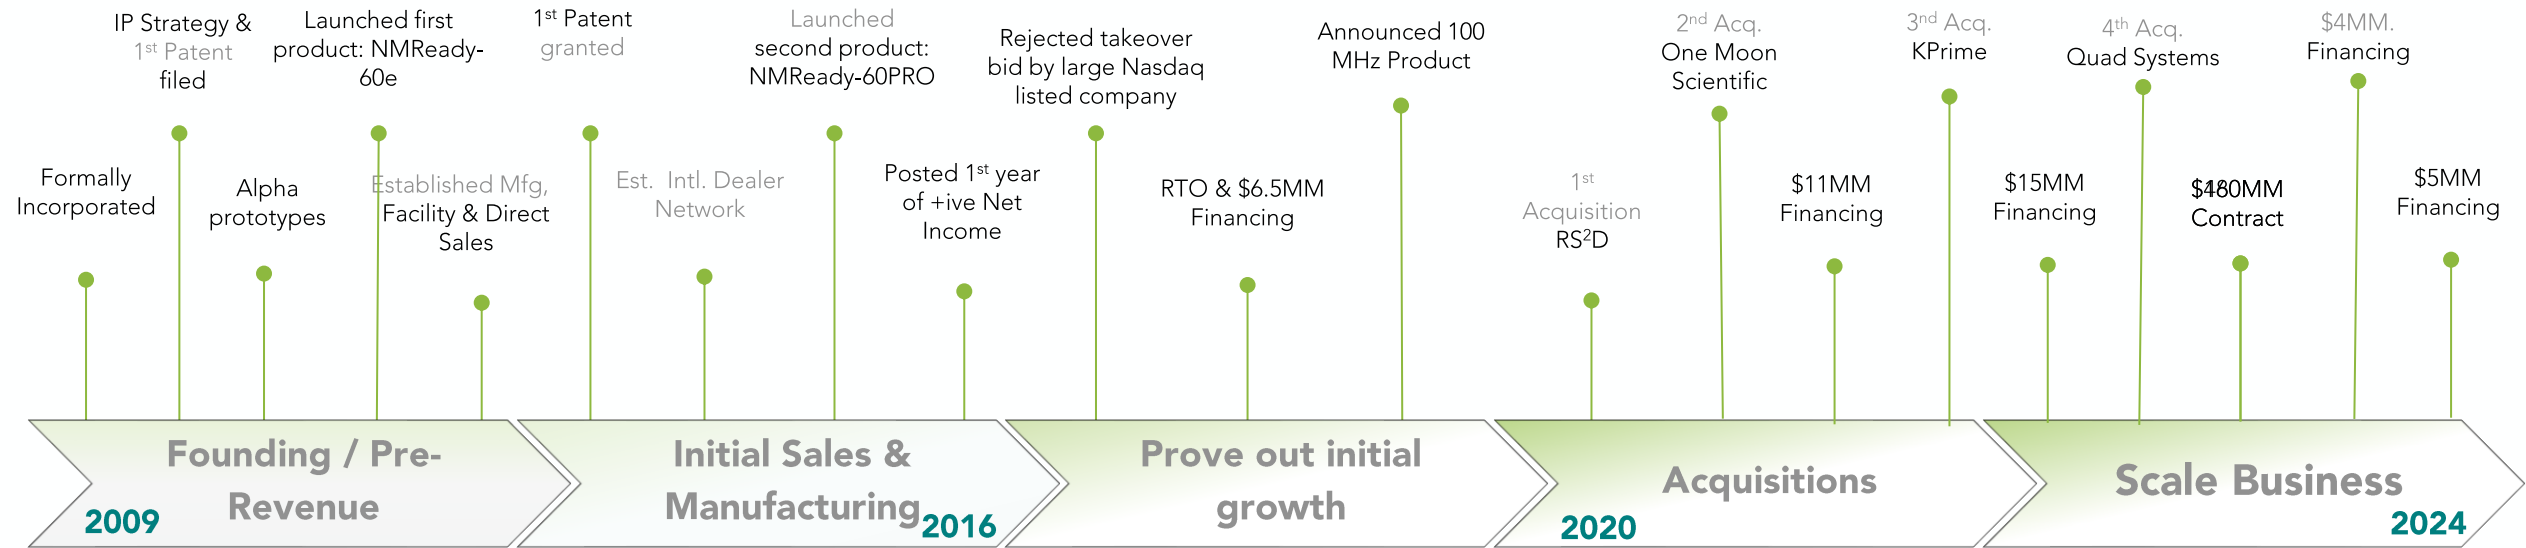 Formally
Incorporated
IP Strategy &
1st Patent
filed
Alpha
prototypes
Launched first
product: NMReady-
60e
Established Mfg,
Facility & Direct
Sales
1st Patent
granted
Est. Intl. Dealer
Network
Launched
second product:
NMReady-60PRO
Posted 1st year
of +ive Net
Income
Rejected takeover
bid by large Nasdaq
listed company
RTO & $6.5MM
Financing
Announced 100
MHz Product
1st
Acquisition
RS²D
2nd Acq.
One Moon
Scientific
$11MM
Financing
3nd Acq.
KPrime
$15MM
Financing
4th Acq.
Quad Systems
Contract
$4MM.
Financing
$5MM
Financing
Founding / Pre-
Revenue
2009
Initial Sales &
Manufacturing
2016
Prove out initial
growth
Acquisitions
2020
Scale Business
2024